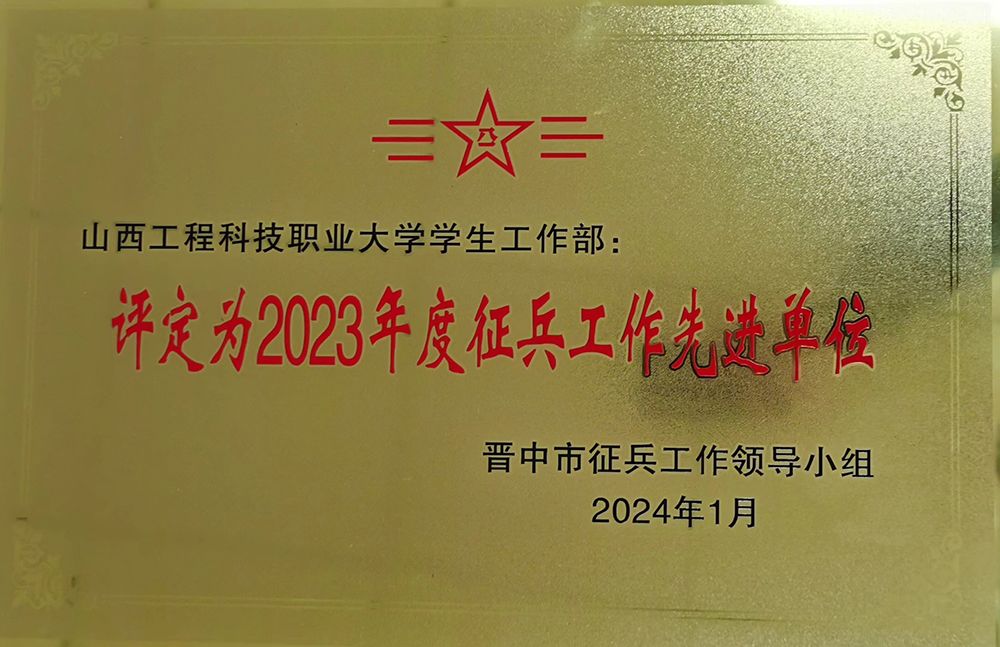 山西工程科技职业大学学生工作部：
评定为2023年度征兵工作先进单位
晋中市征兵工作领导小组
2024年1月